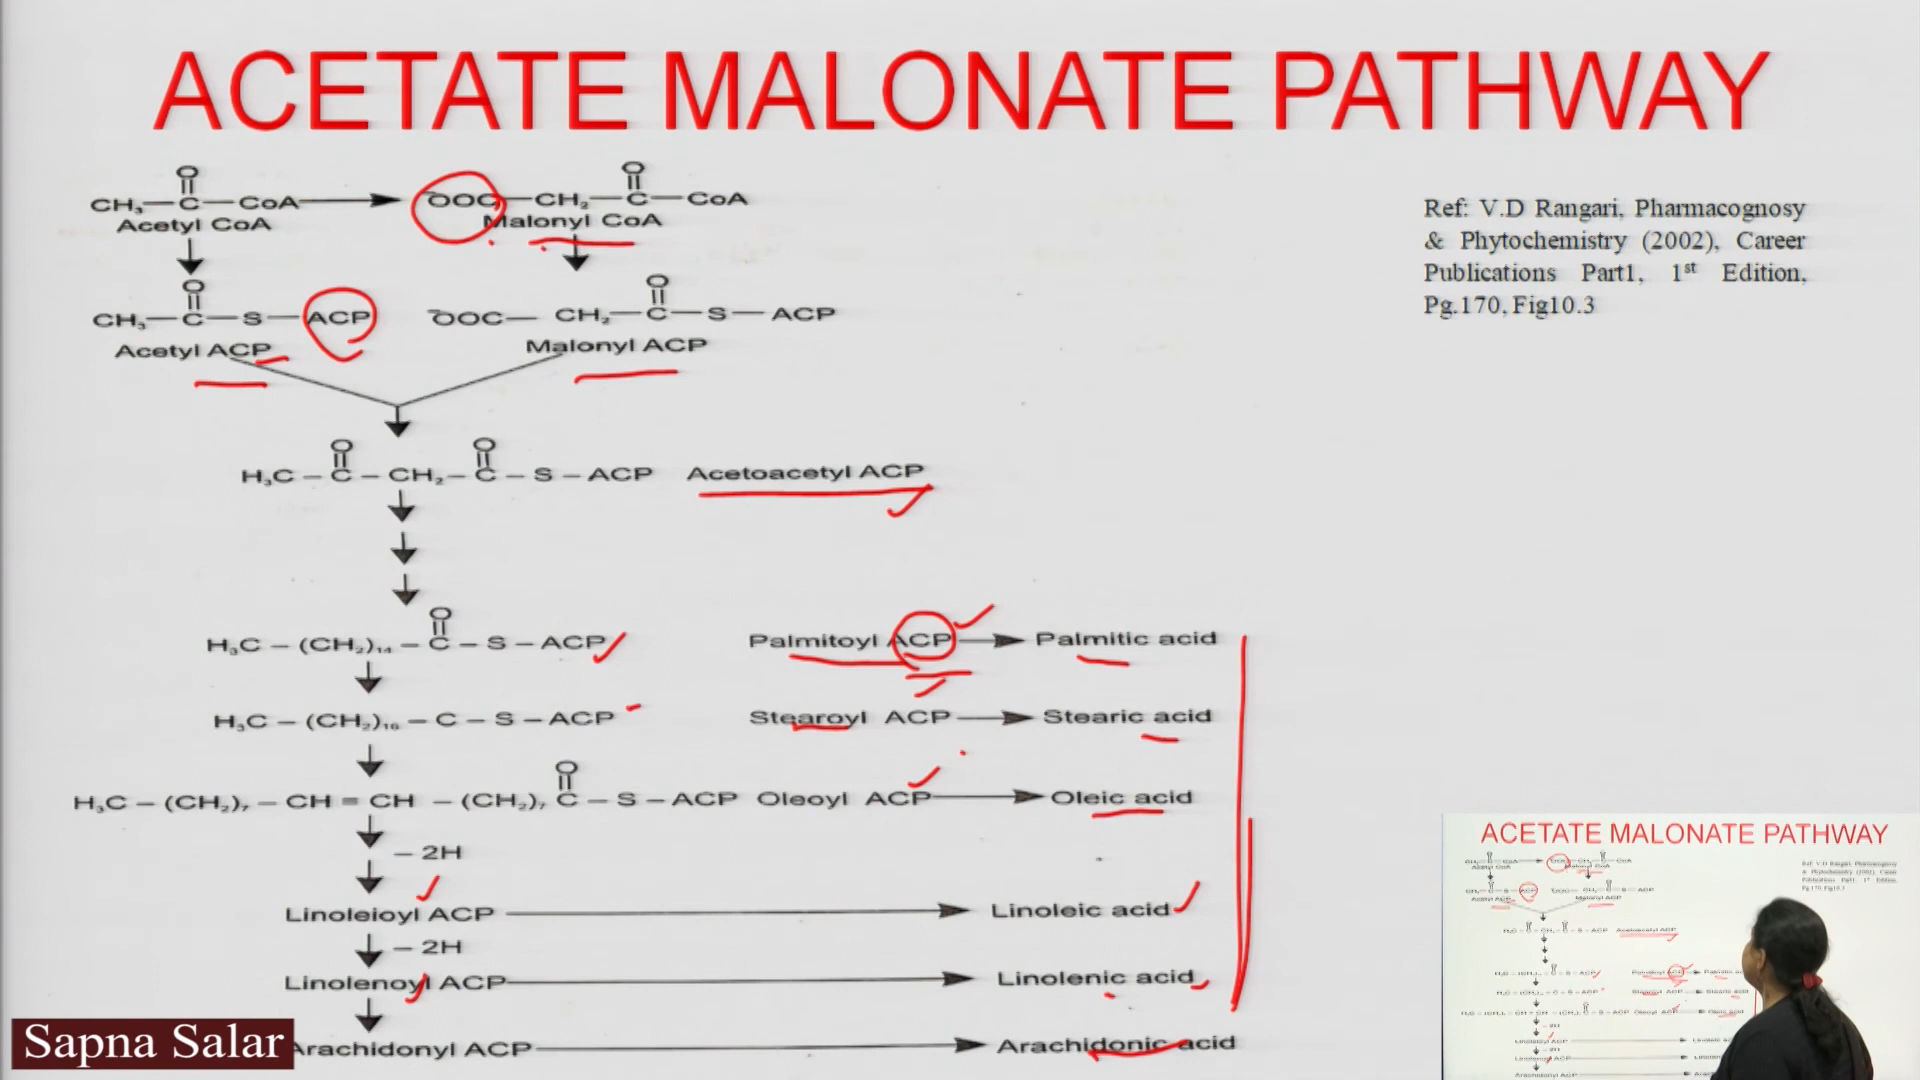 ACETATE MALONATE PATHWAY
O
CH₃—C—CoA
Acetyl CoA
O
⁻OOC—CH₂—C—CoA
Malonyl CoA
Ref: V.D Rangari, Pharmacognosy
& Phytochemistry (2002), Career
Publications Part1, 1st Edition,
Pg.170, Fig10.3
O
CH₃—C—S—ACP
Acetyl ACP
O
⁻OOC—CH₂—C—S—ACP
Malonyl ACP
O O
H₃C–C–CH₂–C–S–ACP Acetoacetyl ACP
O
H₃C–(CH₂)₁₄–C–S–ACP Palmitoyl ACP Palmitic acid
H₃C–(CH₂)₁₆–C–S–ACP Stearoyl ACP Stearic acid
O
H₃C–(CH₂)₇–CH=CH–(CH₂)₇C–S–ACP Oleoyl ACP Oleic acid
– 2H
Linoleioyl ACP Linoleic acid
– 2H
Linolenoyl ACP Linolenic acid
Arachidonyl ACP Arachidonic acid
Sapna Salar
ACETATE MALONATE PATHWAY